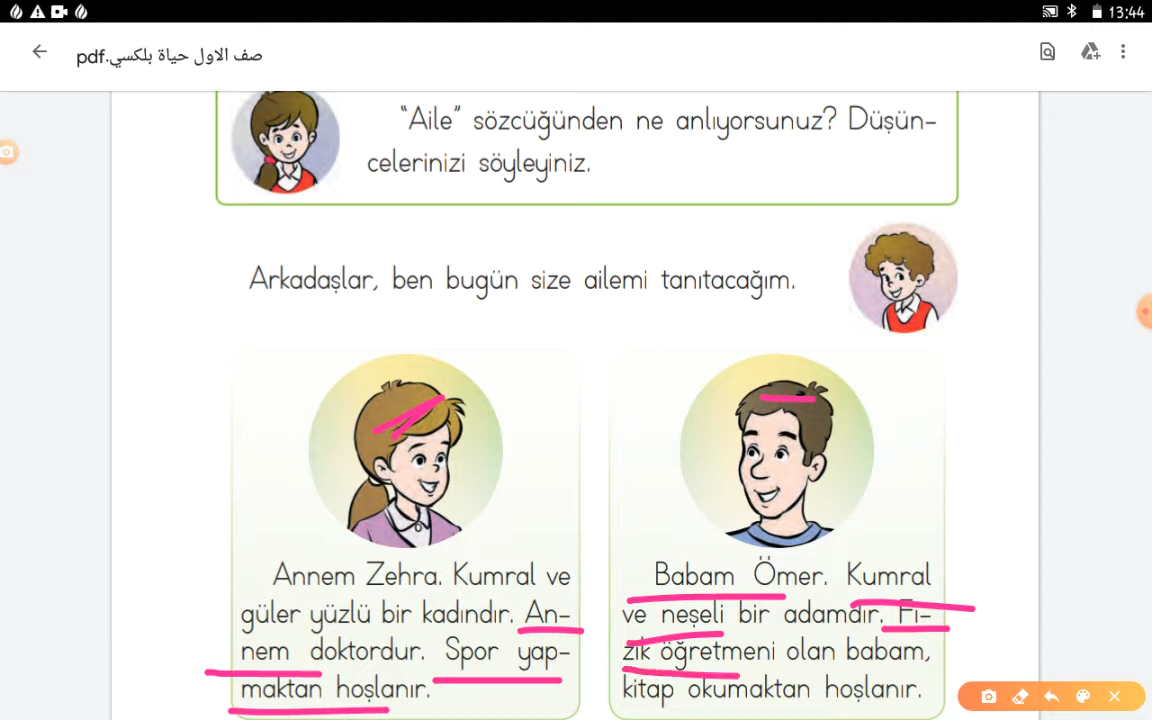 13:44
صف الاول حياة بلكسي.pdf
“Aile” sözcüğünden ne anlıyorsunuz? Düşün-
celerinizi söyleyiniz.
Arkadaşlar, ben bugün size ailemi tanıtacağım.
Annem Zehra. Kumral ve
güler yüzlü bir kadındır. An-
nem doktordur. Spor yap-
maktan hoşlanır.
Babam Ömer. Kumral
ve neşeli bir adamdır. Fi-
zik öğretmeni olan babam,
kitap okumaktan hoşlanır.